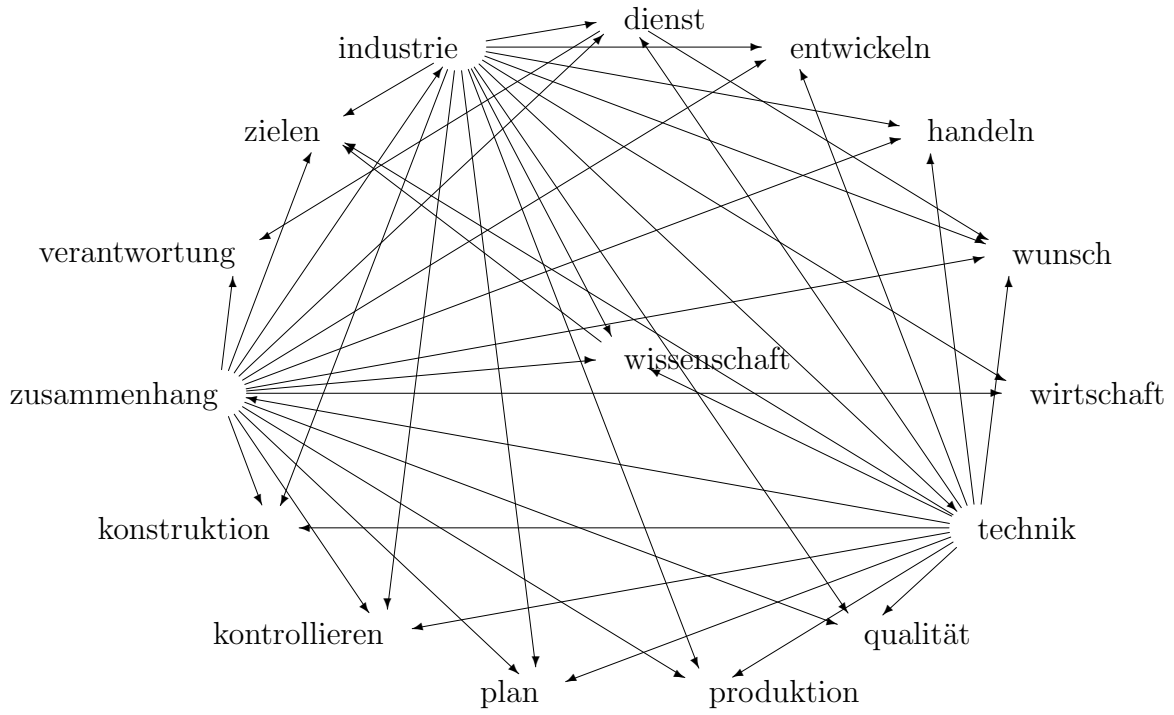 dienst
industrie
entwickeln
zielen
handeln
verantwortung
wunsch
wissenschaft
zusammenhang
wirtschaft
konstruktion
technik
kontrollieren
qualität
plan
produktion